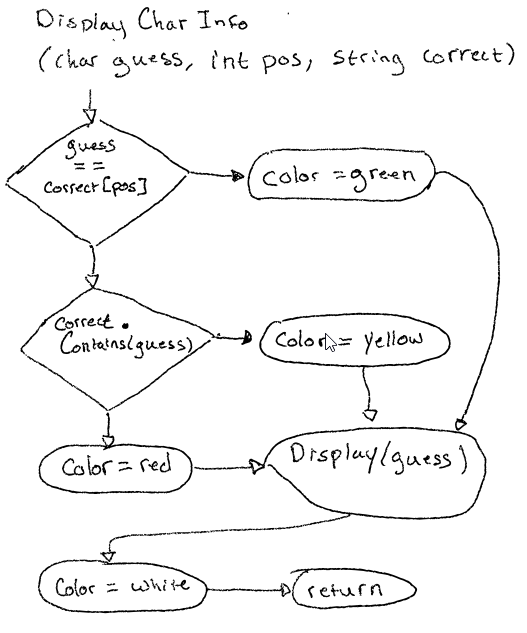 Display Char Info
(char guess, int pos, string correct)
guess
==
correct[pos]
color = green
correct.
Contains(guess)
Color = yellow
Color = red
Display(guess)
Color = white
return